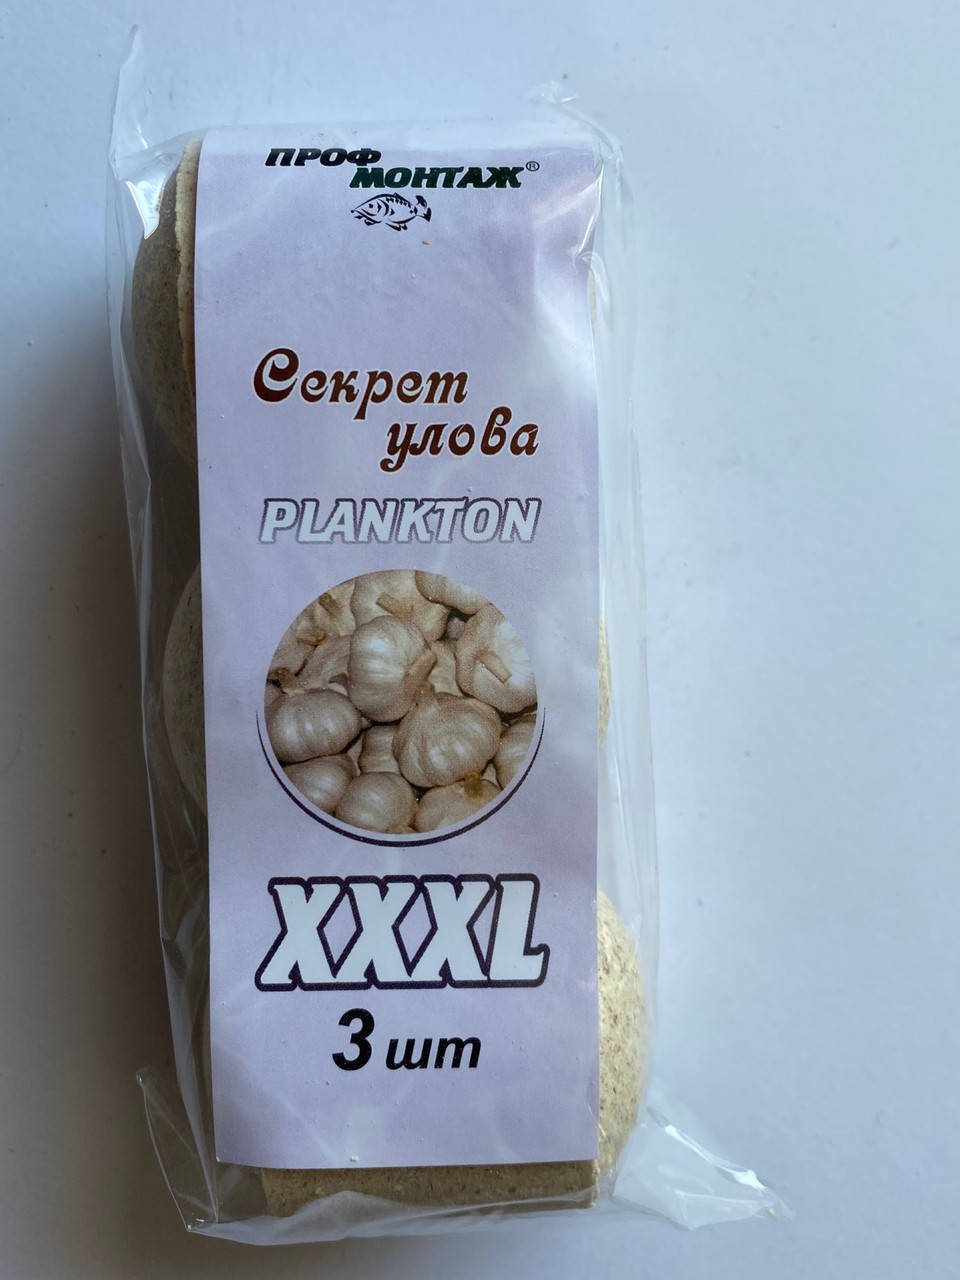 ПРОФ
МОНТАЖ®
Секрет
улова
PLANKTON
XXXL
3 шт